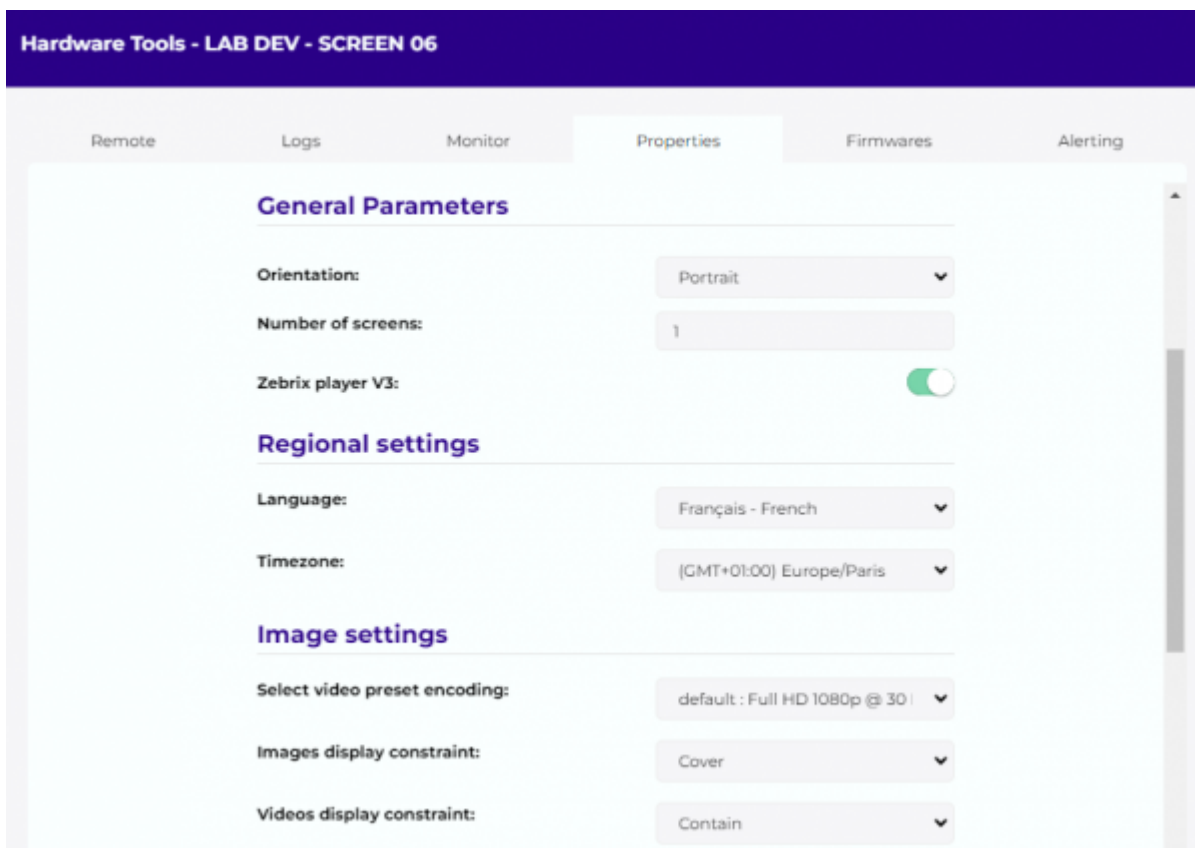 Hardware Tools - LAB DEV - SCREEN 06
Remote Logs Monitor Properties Firmwares Alerting
General Parameters
Orientation: Portrait
Number of screens: 1
Zebrix player V3:
Regional settings
Language: Français - French
Timezone: (GMT+01:00) Europe/Paris
Image settings
Select video preset encoding: default : Full HD 1080p @ 30
Images display constraint: Cover
Videos display constraint: Contain